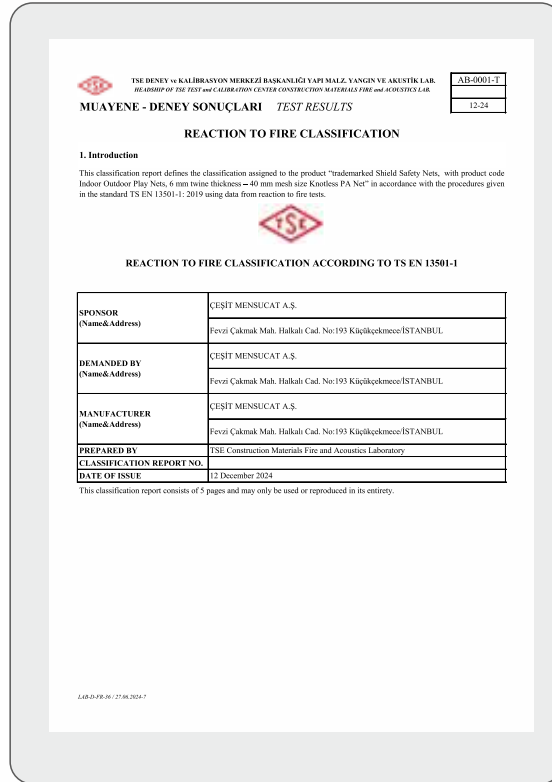 TSE
TSE DENEY ve KALİBRASYON MERKEZİ BAŞKANLIĞI YAPI MALZ. YANGIN VE AKUSTİK LAB.
HEADSHIP OF TSE TEST and CALIBRATION CENTER CONSTRUCTION MATERIALS FIRE and ACOUSTICS LAB.
AB-0001-T
MUAYENE - DENEY SONUÇLARI TEST RESULTS
12-24
REACTION TO FIRE CLASSIFICATION
1. Introduction
This classification report defines the classification assigned to the product “trademarked Shield Safety Nets, with product code
Indoor Outdoor Play Nets, 6 mm twine thickness – 40 mm mesh size Knotless PA Net” in accordance with the procedures given
in the standard TS EN 13501-1: 2019 using data from reaction to fire tests.
TSE
REACTION TO FIRE CLASSIFICATION ACCORDING TO TS EN 13501-1
SPONSOR
(Name&Address)
ÇEŞİT MENSUCAT A.Ş.
Fevzi Çakmak Mah. Halkalı Cad. No:193 Küçükçekmece/İSTANBUL
DEMANDED BY
(Name&Address)
ÇEŞİT MENSUCAT A.Ş.
Fevzi Çakmak Mah. Halkalı Cad. No:193 Küçükçekmece/İSTANBUL
MANUFACTURER
(Name&Address)
ÇEŞİT MENSUCAT A.Ş.
Fevzi Çakmak Mah. Halkalı Cad. No:193 Küçükçekmece/İSTANBUL
PREPARED BY TSE Construction Materials Fire and Acoustics Laboratory
CLASSIFICATION REPORT NO.
DATE OF ISSUE 12 December 2024
This classification report consists of 5 pages and may only be used or reproduced in its entirety.
LAB-D-FR-36 / 27.06.2024-7